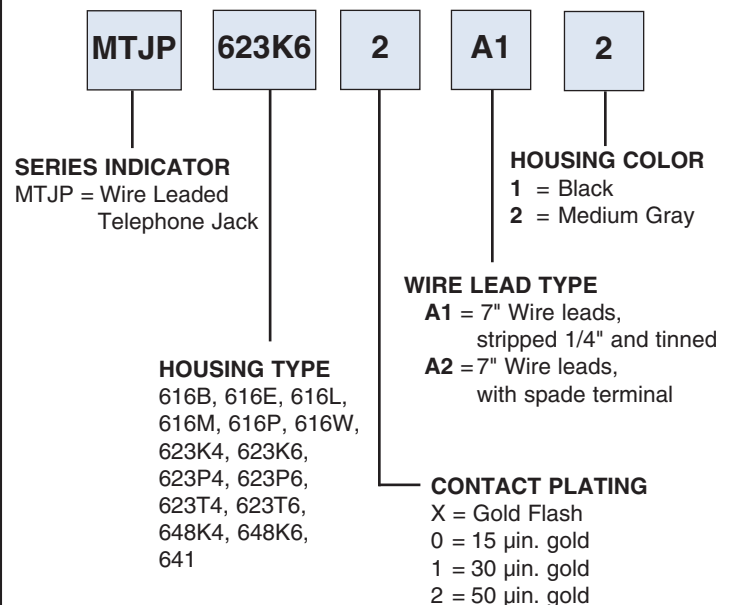 MTJP 623K6 2 A1 2
SERIES INDICATOR
MTJP = Wire Leaded
Telephone Jack
HOUSING COLOR
1 = Black
2 = Medium Gray
WIRE LEAD TYPE
A1 = 7" Wire leads,
stripped 1/4" and tinned
A2 = 7" Wire leads,
with spade terminal
HOUSING TYPE
616B, 616E, 616L,
616M, 616P, 616W,
623K4, 623K6,
623P4, 623P6,
623T4, 623T6,
648K4, 648K6,
641
CONTACT PLATING
X = Gold Flash
0 = 15 µin. gold
1 = 30 µin. gold
2 = 50 µin. gold